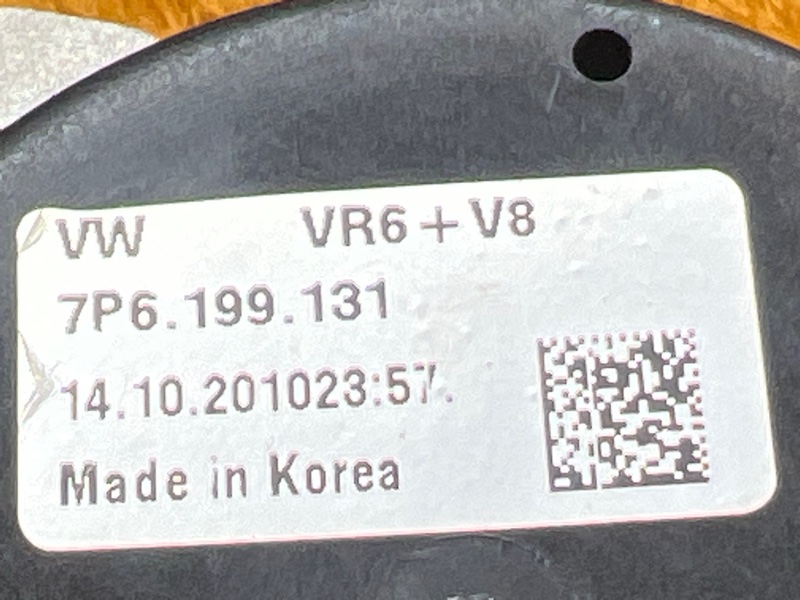 VW VR6+V8
7P6.199.131
14.10.201023:57.
Made in Korea